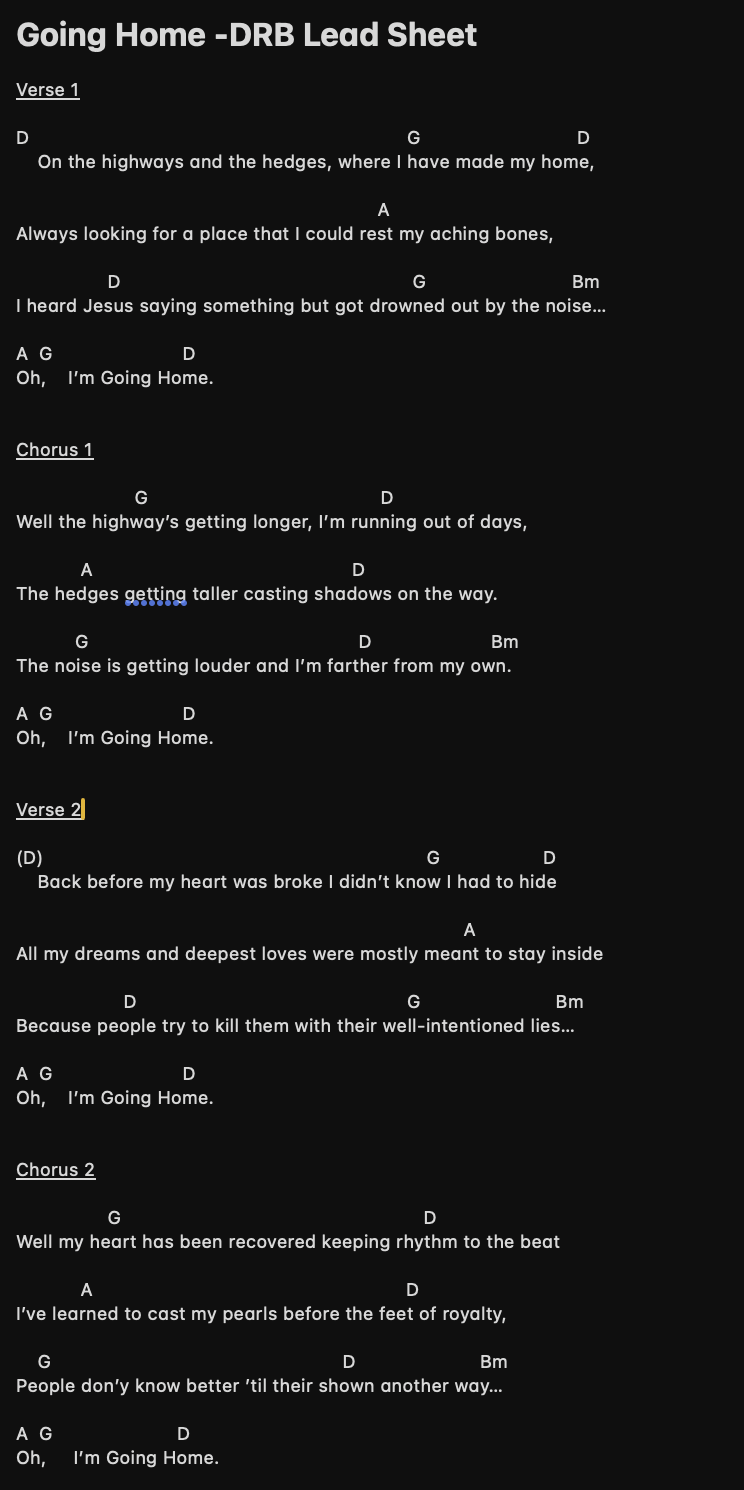 Going Home -DRB Lead Sheet
Verse 1
D G D
On the highways and the hedges, where I have made my home,
A
Always looking for a place that I could rest my aching bones,
D G Bm
I heard Jesus saying something but got drowned out by the noise...
A G D
Oh, I’m Going Home.
Chorus 1
G D
Well the highway’s getting longer, I’m running out of days,
A D
The hedges getting taller casting shadows on the way.
G D Bm
The noise is getting louder and I’m farther from my own.
A G D
Oh, I’m Going Home.
Verse 2
(D) G D
Back before my heart was broke I didn’t know I had to hide
A
All my dreams and deepest loves were mostly meant to stay inside
D G Bm
Because people try to kill them with their well-intentioned lies...
A G D
Oh, I’m Going Home.
Chorus 2
G D
Well my heart has been recovered keeping rhythm to the beat
A D
I’ve learned to cast my pearls before the feet of royalty,
G D Bm
People don’y know better ’til their shown another way...
A G D
Oh, I’m Going Home.